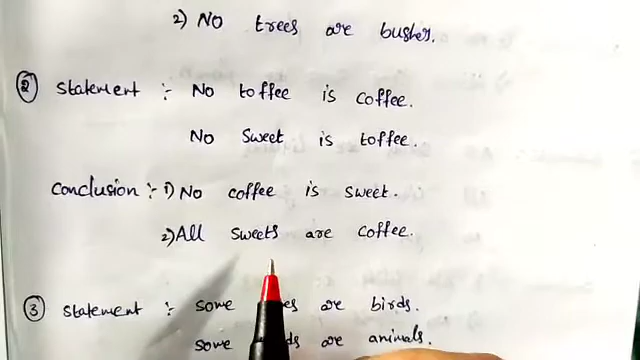 2) No trees are bushes.
② Statement :- No toffee is coffee.
No Sweet is toffee.
Conclusion :- 1) No coffee is sweet.
2) All sweets are coffee.
③ Statement :- some are birds.
some are animals.